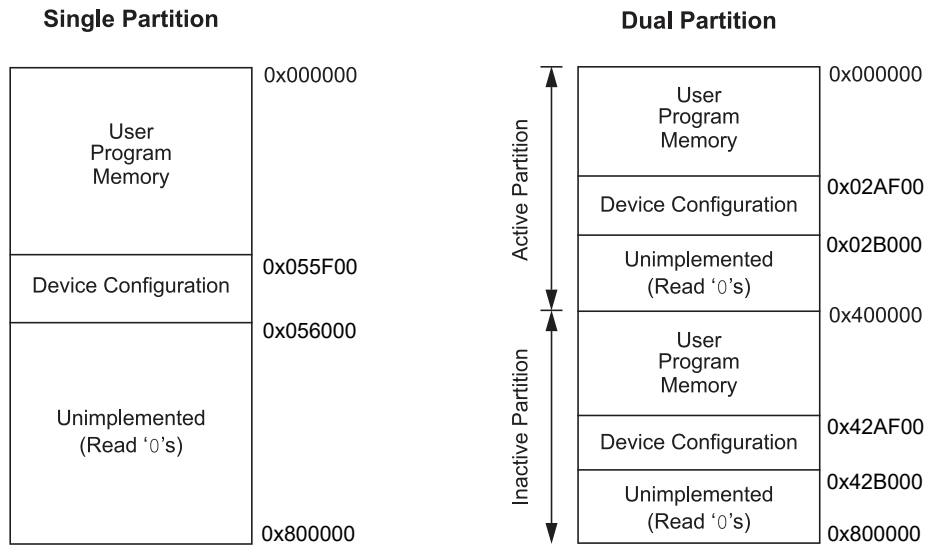 Single Partition
0x000000
User
Program
Memory
0x055F00
Device Configuration
0x056000
Unimplemented
(Read ‘0’s)
0x800000
Dual Partition
Active Partition
0x000000
User
Program
Memory
0x02AF00
Device Configuration
0x02B000
Unimplemented
(Read ‘0’s)
0x400000
Inactive Partition
User
Program
Memory
0x42AF00
Device Configuration
0x42B000
Unimplemented
(Read ‘0’s)
0x800000